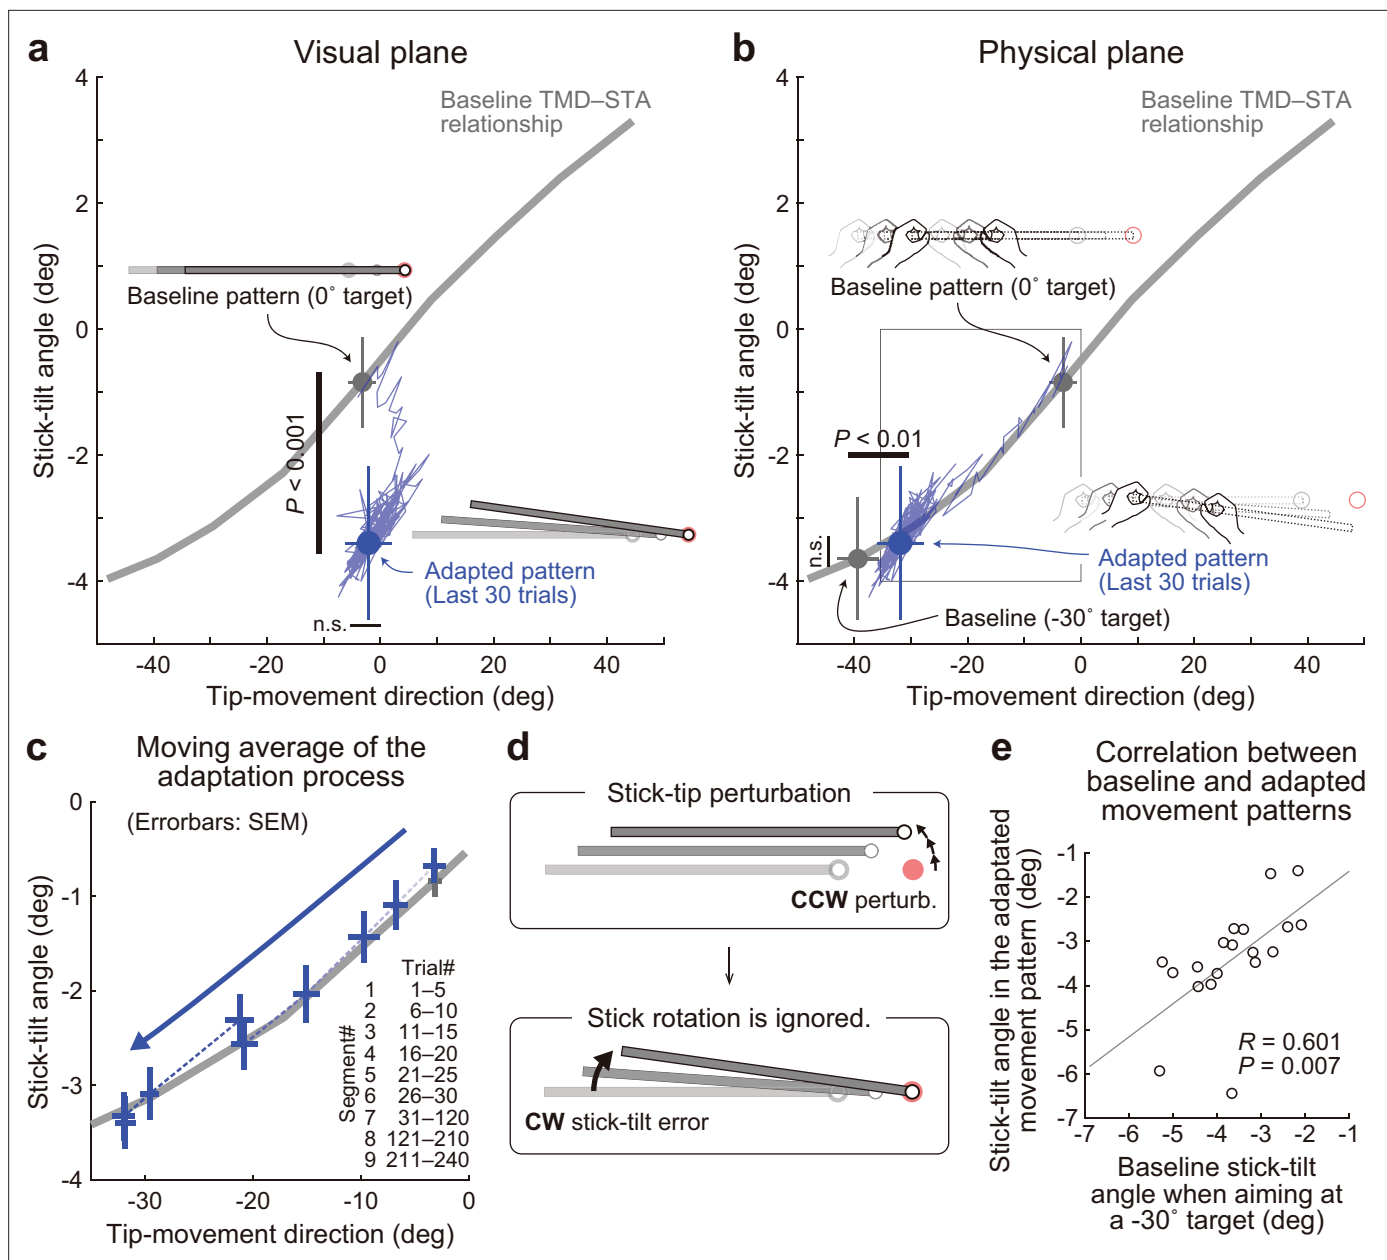 a
Visual plane
4
2
0
-2
-4
Stick-tilt angle (deg)
Baseline TMD–STA
relationship
Baseline pattern (0˚ target)
P < 0.001
Adapted pattern
(Last 30 trials)
n.s.
-40
-20
0
20
40
Tip-movement direction (deg)
b
Physical plane
4
2
0
-2
-4
Stick-tilt angle (deg)
Baseline TMD–STA
relationship
Baseline pattern (0˚ target)
P < 0.01
n.s.
Adapted pattern
(Last 30 trials)
Baseline (-30˚ target)
-40
-20
0
20
40
Tip-movement direction (deg)
c
Moving average of the
adaptation process
(Errorbars: SEM)
0
-1
-2
-3
-4
Stick-tilt angle (deg)
Segment#
Trial#
1 1–5
2 6–10
3 11–15
4 16–20
5 21–25
6 26–30
7 31–120
8 121–210
9 211–240
-30
-20
-10
0
Tip-movement direction (deg)
d
Stick-tip perturbation
CCW perturb.
Stick rotation is ignored.
CW stick-tilt error
e
Correlation between
baseline and adapted
movement patterns
Stick-tilt angle in the adaptated
movement pattern (deg)
-1
-2
-3
-4
-5
-6
-7
R = 0.601
P = 0.007
-7
-6
-5
-4
-3
-2
-1
Baseline stick-tilt
angle when aiming at
a -30˚ target (deg)